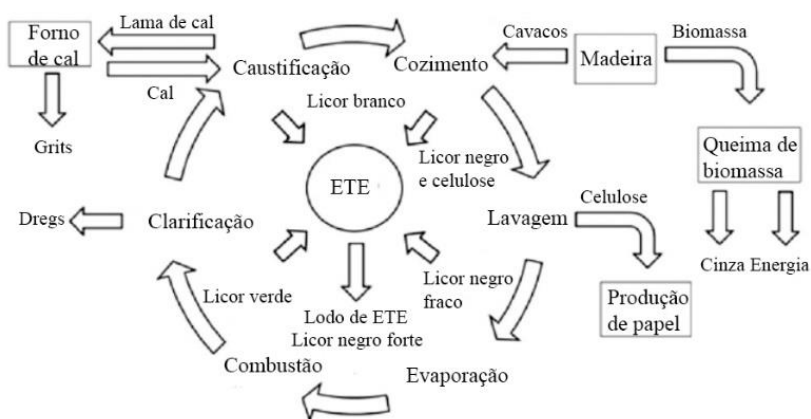 Forno
de cal
Lama de cal
Cal
Grits
Caustificação
Cozimento
Cavacos
Madeira
Biomassa
Queima de
biomassa
Cinza Energia
Licor branco
ETE
Licor negro
e celulose
Lavagem
Celulose
Produção
de papel
Dregs
Clarificação
Licor verde
Lodo de ETE
Licor negro forte
Licor negro
fraco
Combustão
Evaporação